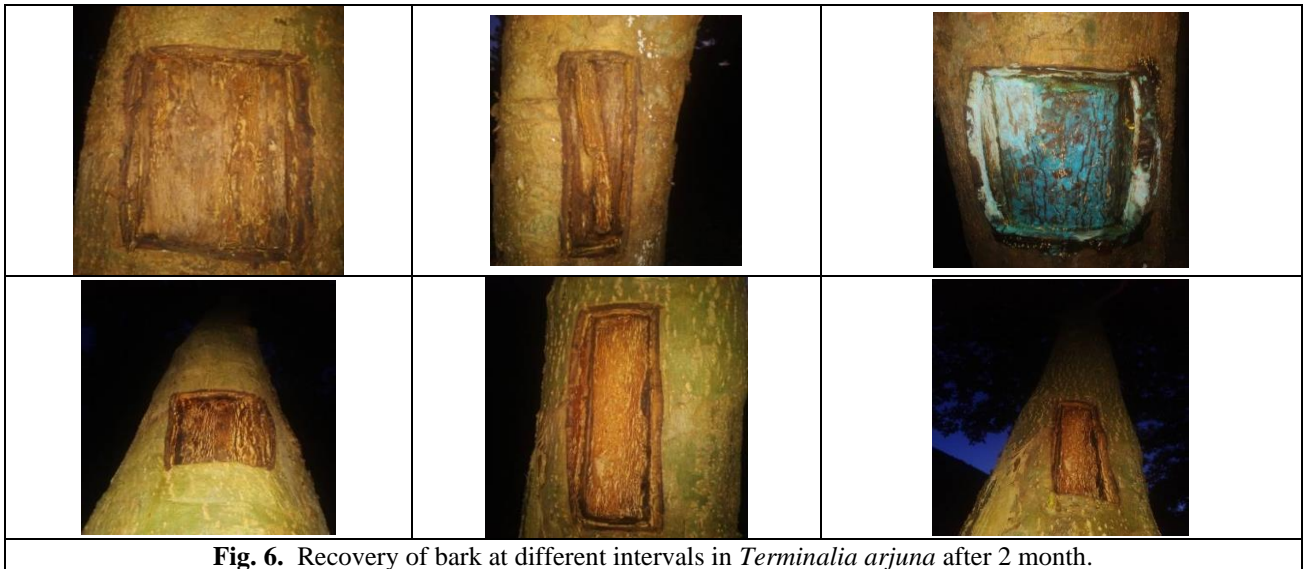 Fig. 6. Recovery of bark at different intervals in Terminalia arjuna after 2 month.